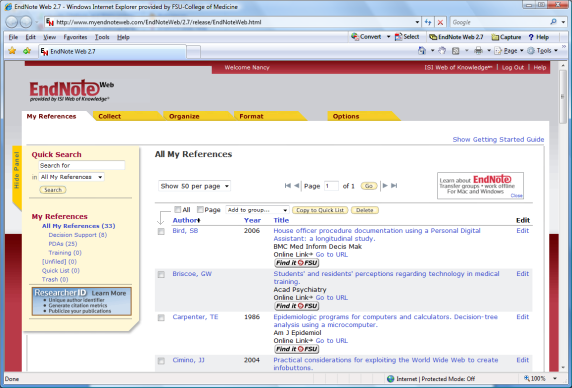 EndNote Web 2.7 - Windows Internet Explorer provided by FSU-College of Medicine
http://www.myendnoteweb.com/EndNoteWeb/2.7/release/EndNoteWeb.html
Google
File Edit View Favorites Tools Help
Convert Select
EndNote Web 2.7 Capture ? Help
EndNote Web 2.7
Page Tools
Welcome Nancy
ISI Web of Knowledge℠ | Log Out | Help
EndNote Web
provided by ISI Web of Knowledge℠
My References Collect Organize Format Options
Show Getting Started Guide
Hide Panel
Quick Search
Search for
in All My References
Search
My References
All My References (33)
Decision Support (8)
PDAs (25)
Training (0)
[Unfiled] (0)
Quick List (0)
Trash (0)
ResearcherID Learn More
• Unique author identifier
• Generate citation metrics
• Publicize your publications
All My References
Show 50 per page
Page 1 of 1 Go
Learn about EndNote
Transfer groups • work offline
For Mac and Windows
Close
All Page Add to group... Copy to Quick List Delete
Author Year Title Edit
Bird, SB 2006 House officer procedure documentation using a Personal Digital Edit
Assistant: a longitudinal study.
BMC Med Inform Decis Mak
Online Link➔ Go to URL
Find it @ FSU
Briscoe, GW Students' and residents' perceptions regarding technology in medical Edit
training.
Acad Psychiatry
Online Link➔ Go to URL
Find it @ FSU
Carpenter, TE 1986 Epidemiologic programs for computers and calculators. Decision-tree Edit
analysis using a microcomputer.
Am J Epidemiol
Online Link➔ Go to URL
Find it @ FSU
Cimino, JJ 2004 Practical considerations for exploiting the World Wide Web to create Edit
infobuttons.
Done
Internet | Protected Mode: Off
100%